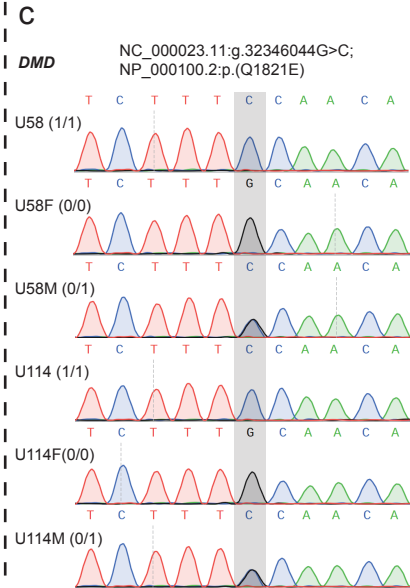 C
DMD
NC_000023.11:g.32346044G>C;
NP_000100.2:p.(Q1821E)
T C T T T C C A A C A
U58 (1/1)
T C T T T G C A A C A
U58F (0/0)
T C T T T C C A A C A
U58M (0/1)
T C T T T C C A A C A
U114 (1/1)
T C T T T G C A A C A
U114F(0/0)
T C T T T C C A A C A
U114M (0/1)